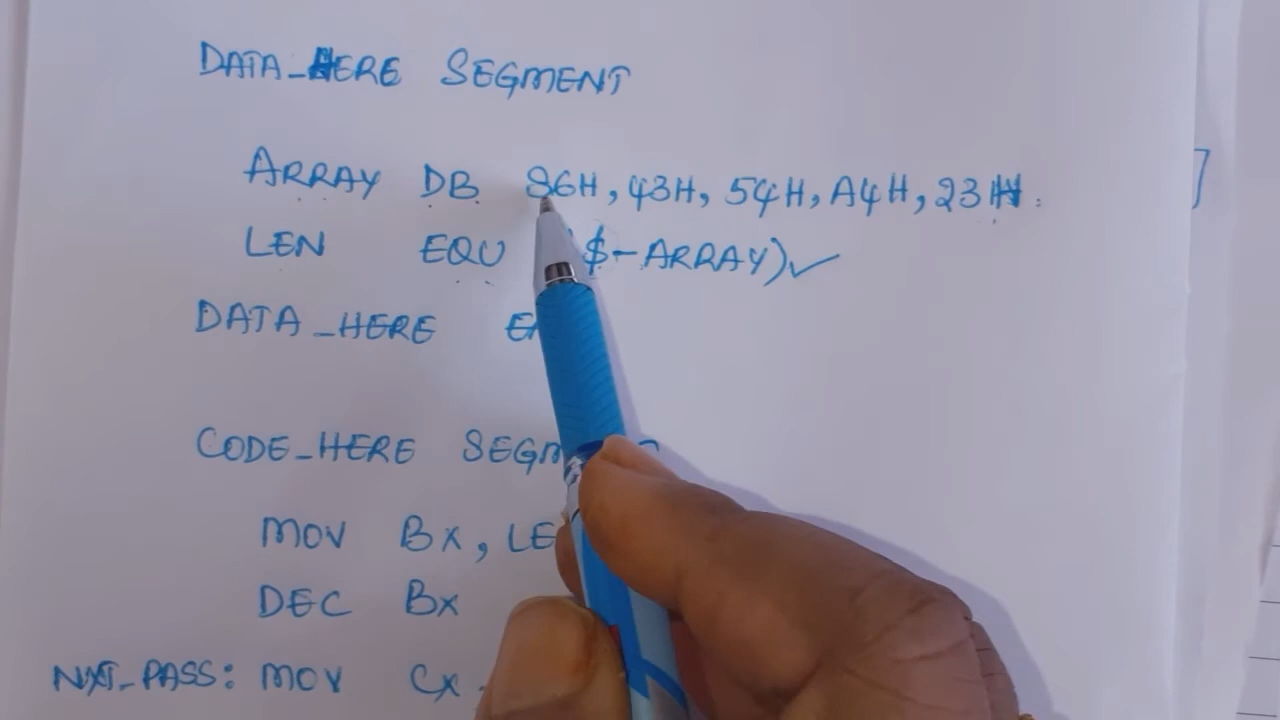 DATA_HERE SEGMENT
ARRAY DB 86H, 43H, 54H, A4H, 23H.
LEN EQU ($-ARRAY)✓
DATA_HERE
CODE_HERE
MOV BX,
DEC BX
NXT_PASS: MOV CX